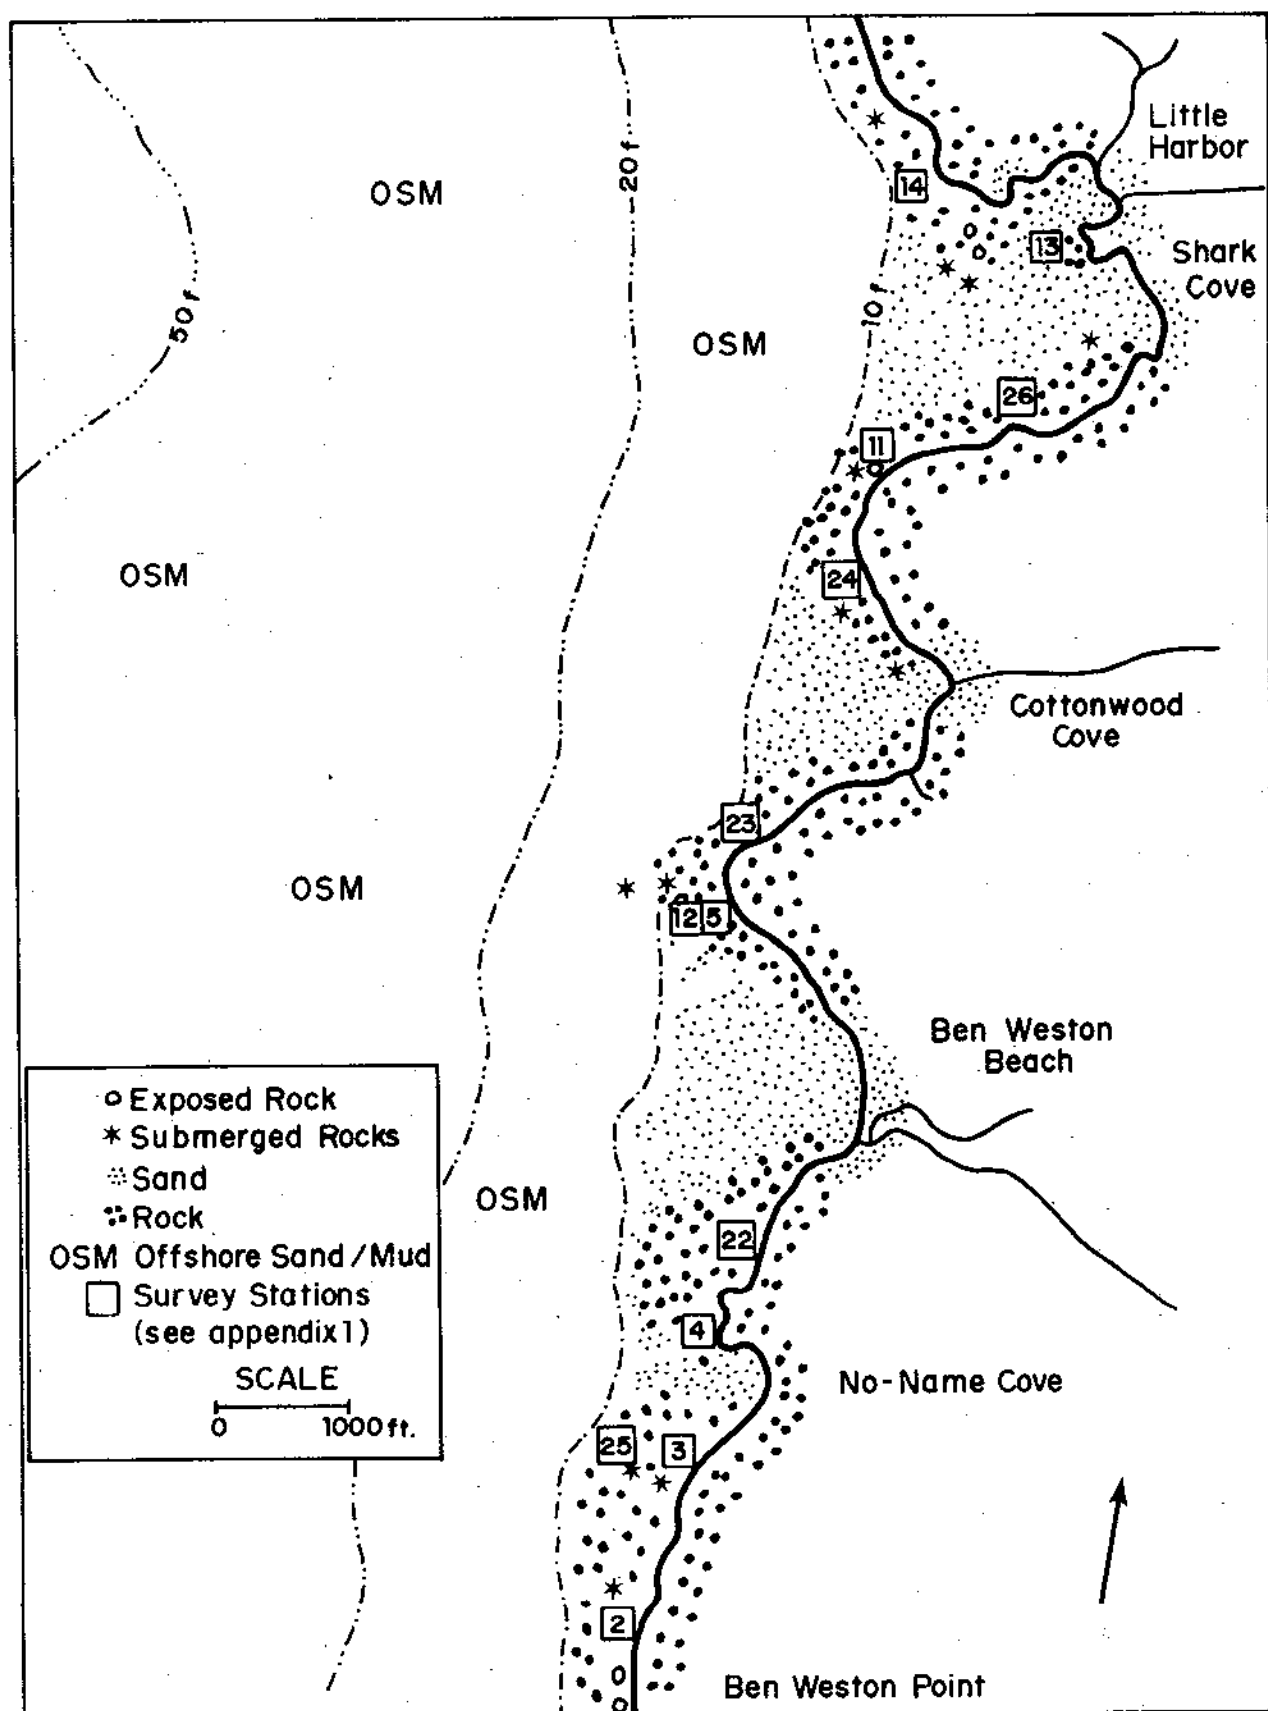 Little
Harbor
OSM
20f
14
13
Shark
Cove
50f
10f
OSM
26
11
OSM
24
Cottonwood
Cove
23
OSM
12
5
Ben Weston
Beach
Exposed Rock
Submerged Rocks
Sand
Rock
OSM Offshore Sand/Mud
Survey Stations
(see appendix 1)
SCALE
0 1000 ft.
OSM
22
4
No-Name Cove
25
3
2
Ben Weston Point